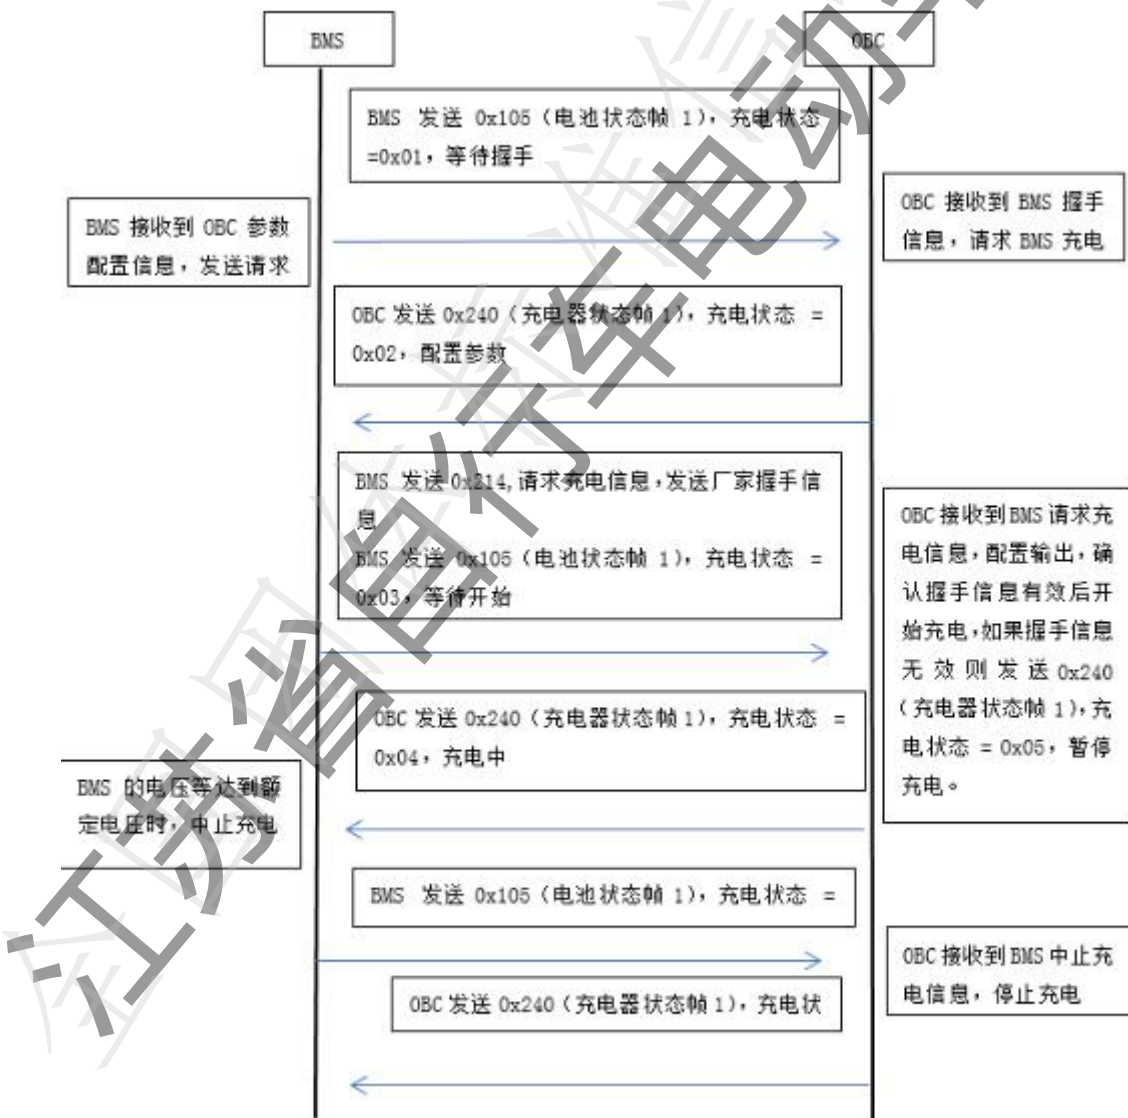 BMS
OBC
BMS 发送 0x105（电池状态帧 1），充电状态
=0x01，等待握手
OBC 接收到 BMS 握手
信息，请求 BMS 充电
BMS 接收到 OBC 参数
配置信息，发送请求
OBC 发送 0x240（充电器状态帧 1），充电状态 =
0x02，配置参数
BMS 发送 0x214,请求充电信息，发送厂家握手信
息
BMS 发送 0x105（电池状态帧 1），充电状态 =
0x03，等待开始
OBC 接收到 BMS 请求充
电信息，配置输出，确
认握手信息有效后开
始充电，如果握手信息
无效则发送 0x240
（充电器状态帧 1），充
电状态 = 0x05，暂停
充电。
OBC 发送 0x240（充电器状态帧 1），充电状态 =
0x04，充电中
BMS 的电压等达到额
定电压时，中止充电
BMS 发送 0x105（电池状态帧 1），充电状态 =
OBC 接收到 BMS 中止充
电信息，停止充电
OBC 发送 0x240（充电器状态帧 1），充电状
江苏省自行车电动车